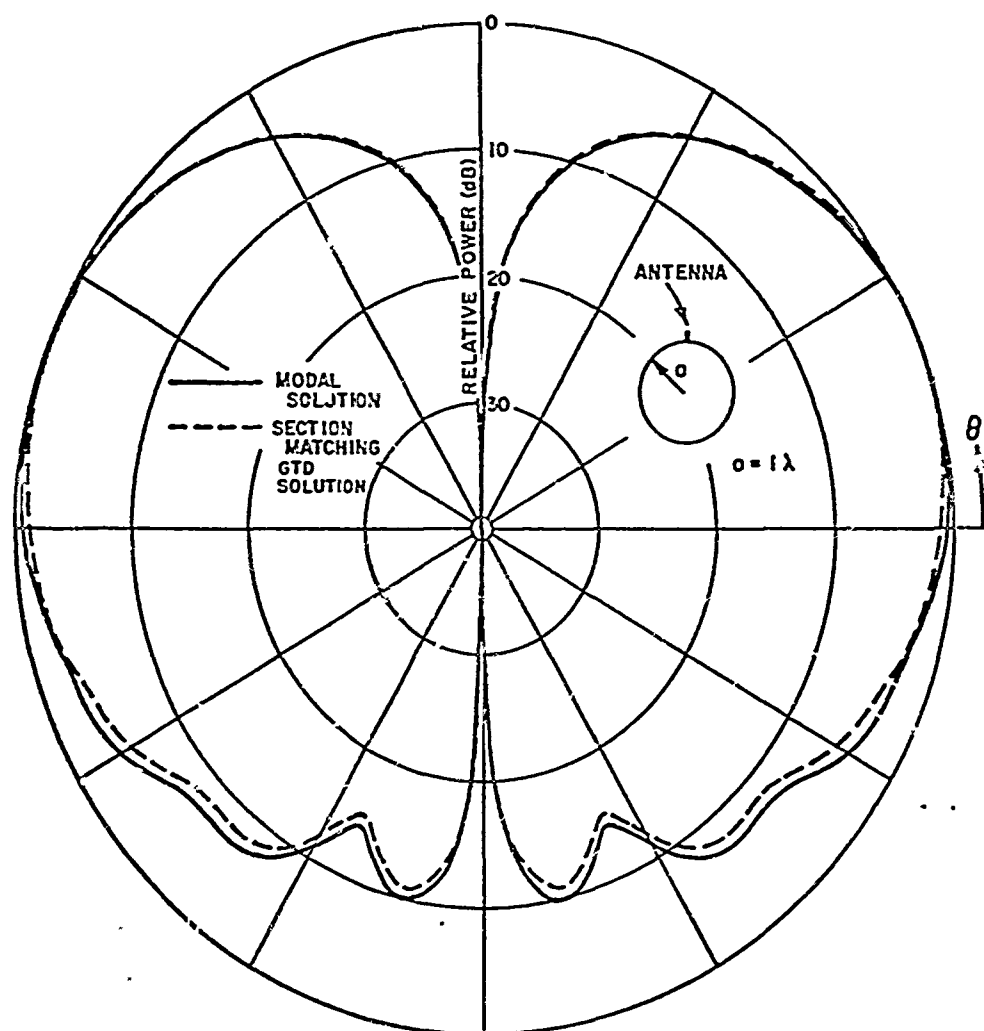 0
10
RELATIVE POWER (dB)
20
30
ANTENNA
a
a = 1λ
θ
MODAL
SOLUTION
SECTION
MATCHING
GTD
SOLUTION